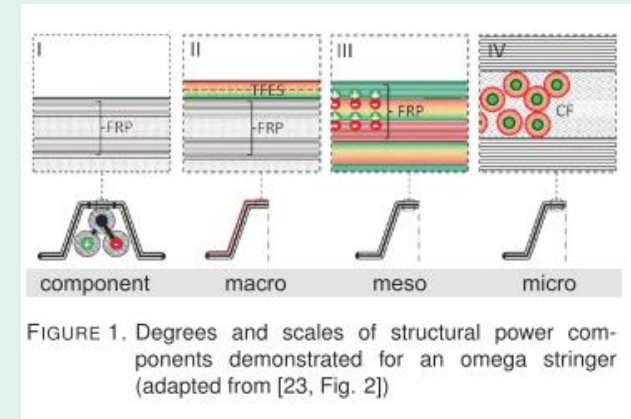 I
II
III
IV
TFES
FRP
FRP
FRP
CF
component
macro
meso
micro
FIGURE 1. Degrees and scales of structural power com-
ponents demonstrated for an omega stringer
(adapted from [23, Fig. 2])